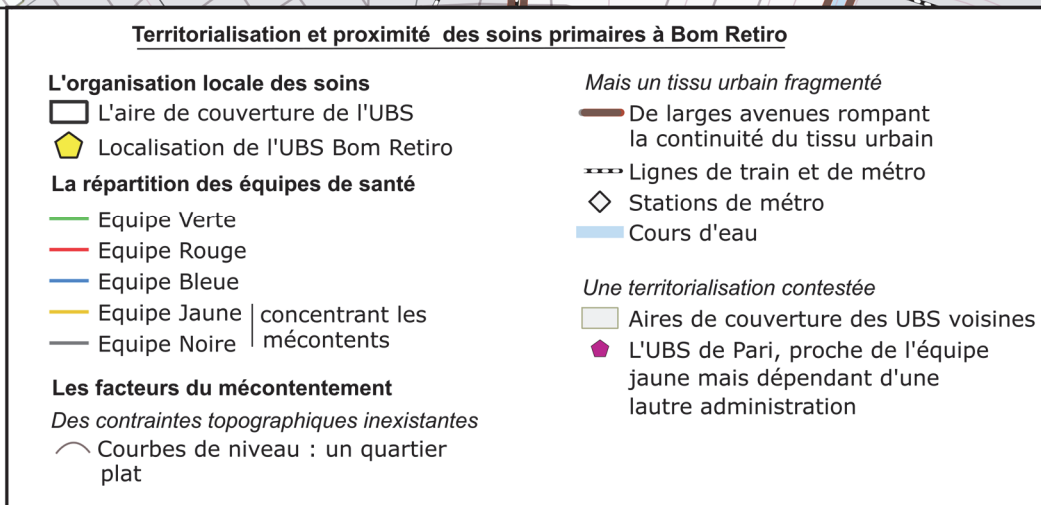 Territorialisation et proximité des soins primaires à Bom Retiro
L'organisation locale des soins
L'aire de couverture de l'UBS
Localisation de l'UBS Bom Retiro
La répartition des équipes de santé
Equipe Verte
Equipe Rouge
Equipe Bleue
Equipe Jaune
Equipe Noire
concentrant les
mécontents
Les facteurs du mécontentement
Des contraintes topographiques inexistantes
Courbes de niveau : un quartier
plat
Mais un tissu urbain fragmenté
De larges avenues rompant
la continuité du tissu urbain
Lignes de train et de métro
Stations de métro
Cours d'eau
Une territorialisation contestée
Aires de couverture des UBS voisines
L'UBS de Pari, proche de l'équipe
jaune mais dépendant d'une
lautre administration